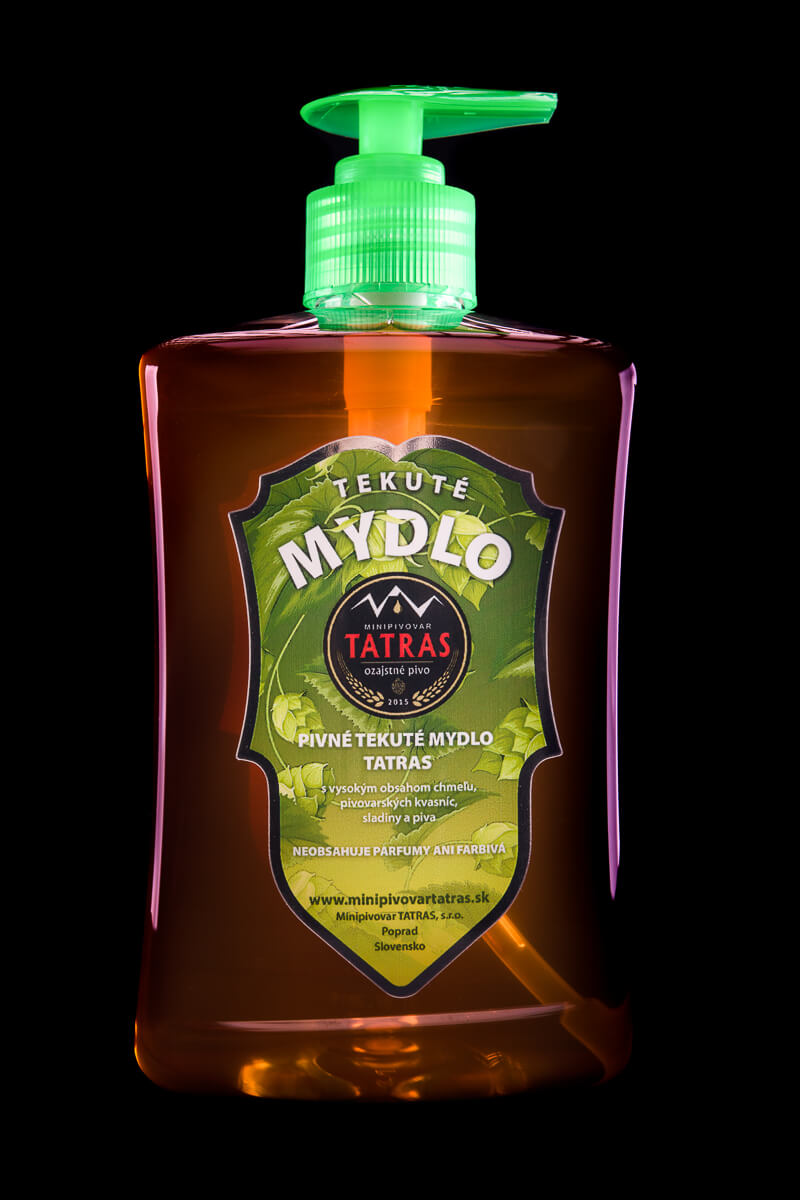 TEKUTÉ
MYDLO
MINIPIVOVAR
TATRAS
ozajstné pivo
2015
PIVNÉ TEKUTÉ MYDLO
TATRAS
s vysokým obsahom chmeľu,
pivovarských kvasníc,
sladiny a piva
NEOBSAHUJE PARFUMY ANI FARBIVÁ
www.minipivovartatras.sk
Minipivovar TATRAS, s.r.o.
Poprad
Slovensko